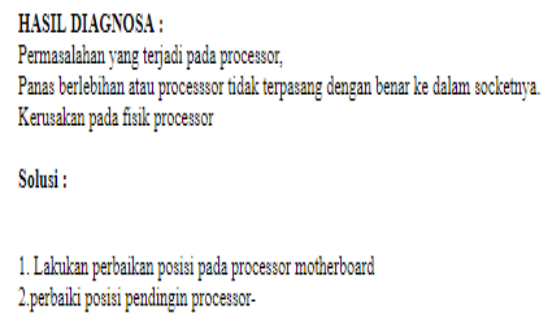 HASIL DIAGNOSA :
Permasalahan yang terjadi pada processor,
Panas berlebihan atau processsor tidak terpasang dengan benar ke dalam socketnya.
Kerusakan pada fisik processor
Solusi :
1. Lakukan perbaikan posisi pada processor motherboard
2.perbaiki posisi pendingin processor-